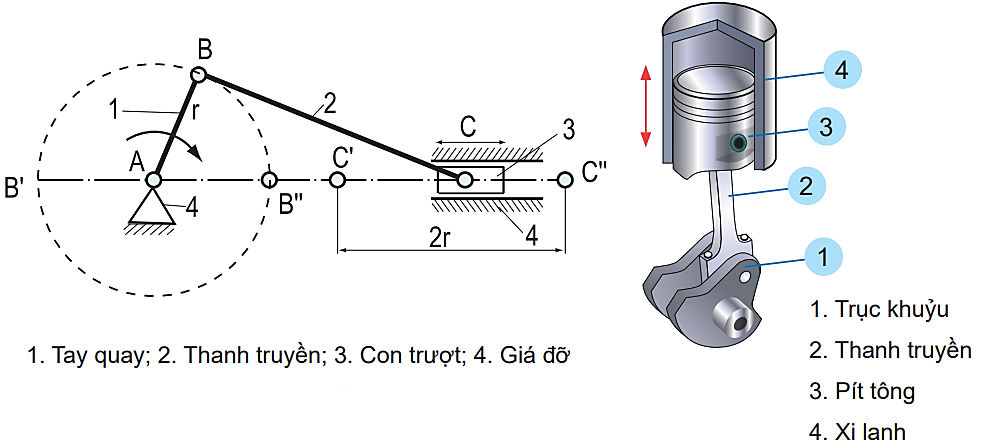 B
1
r
2
C
3
A
C'
C"
B'
4
B"
4
2r
1. Tay quay; 2. Thanh truyền; 3. Con trượt; 4. Giá đỡ
4
3
2
1
1. Trục khuỷu
2. Thanh truyền
3. Pít tông
4. Xi lanh